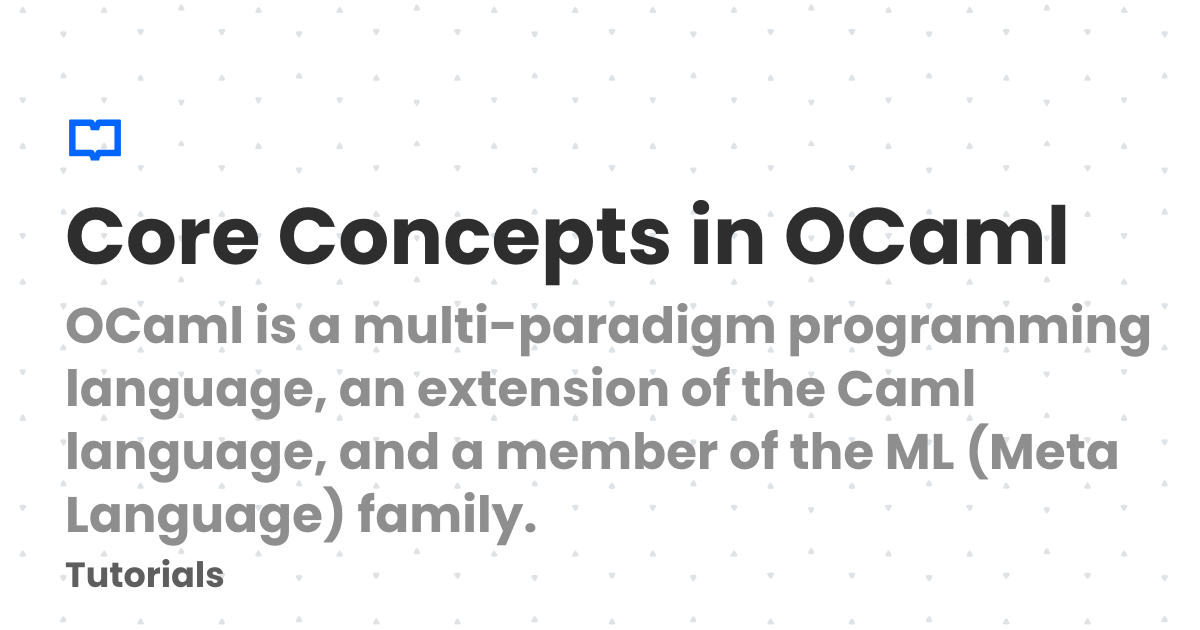 Core Concepts in OCaml
OCaml is a multi-paradigm programming
language, an extension of the Caml
language, and a member of the ML (Meta
Language) family.
Tutorials